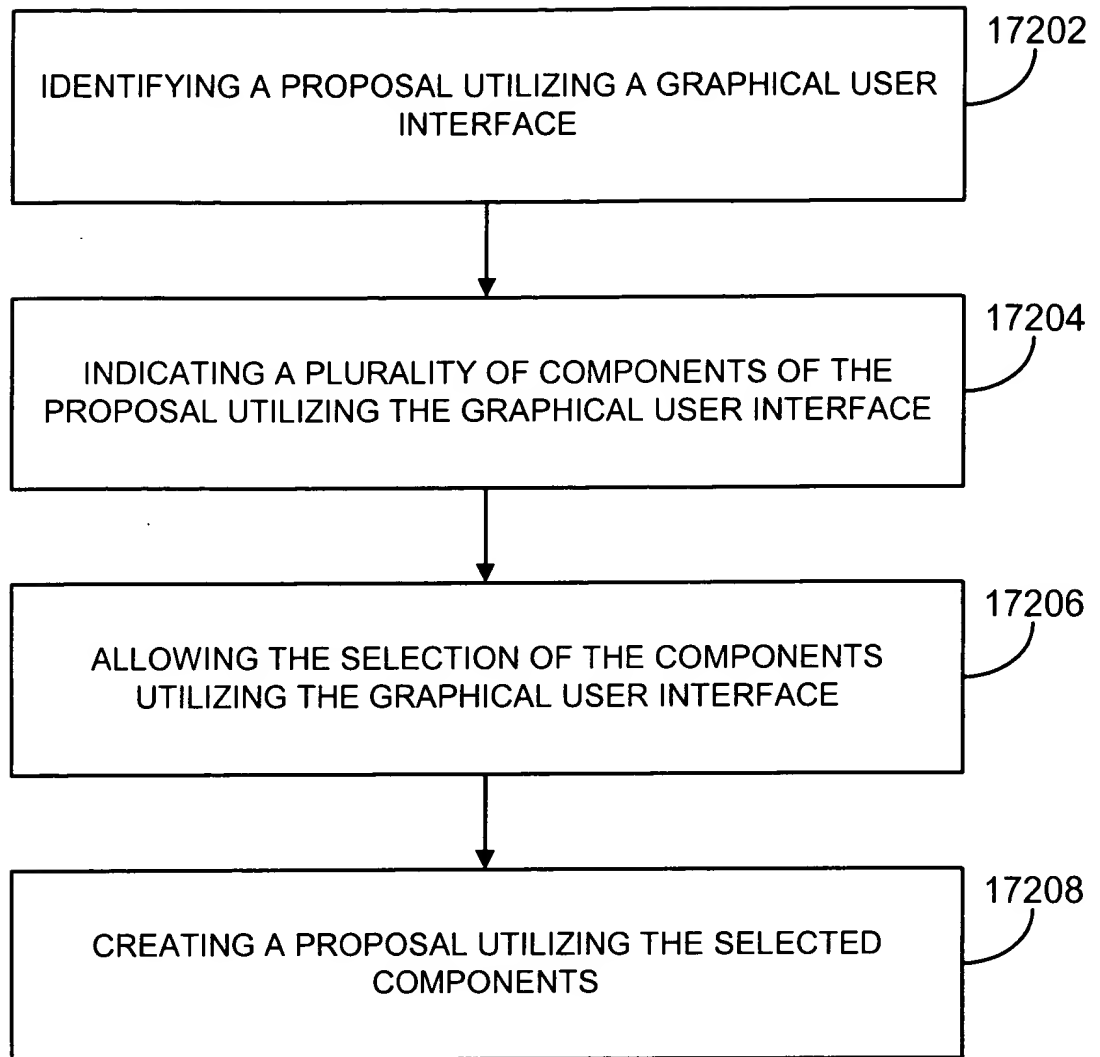 17202
IDENTIFYING A PROPOSAL UTILIZING A GRAPHICAL USER
INTERFACE
17204
INDICATING A PLURALITY OF COMPONENTS OF THE
PROPOSAL UTILIZING THE GRAPHICAL USER INTERFACE
17206
ALLOWING THE SELECTION OF THE COMPONENTS
UTILIZING THE GRAPHICAL USER INTERFACE
17208
CREATING A PROPOSAL UTILIZING THE SELECTED
COMPONENTS